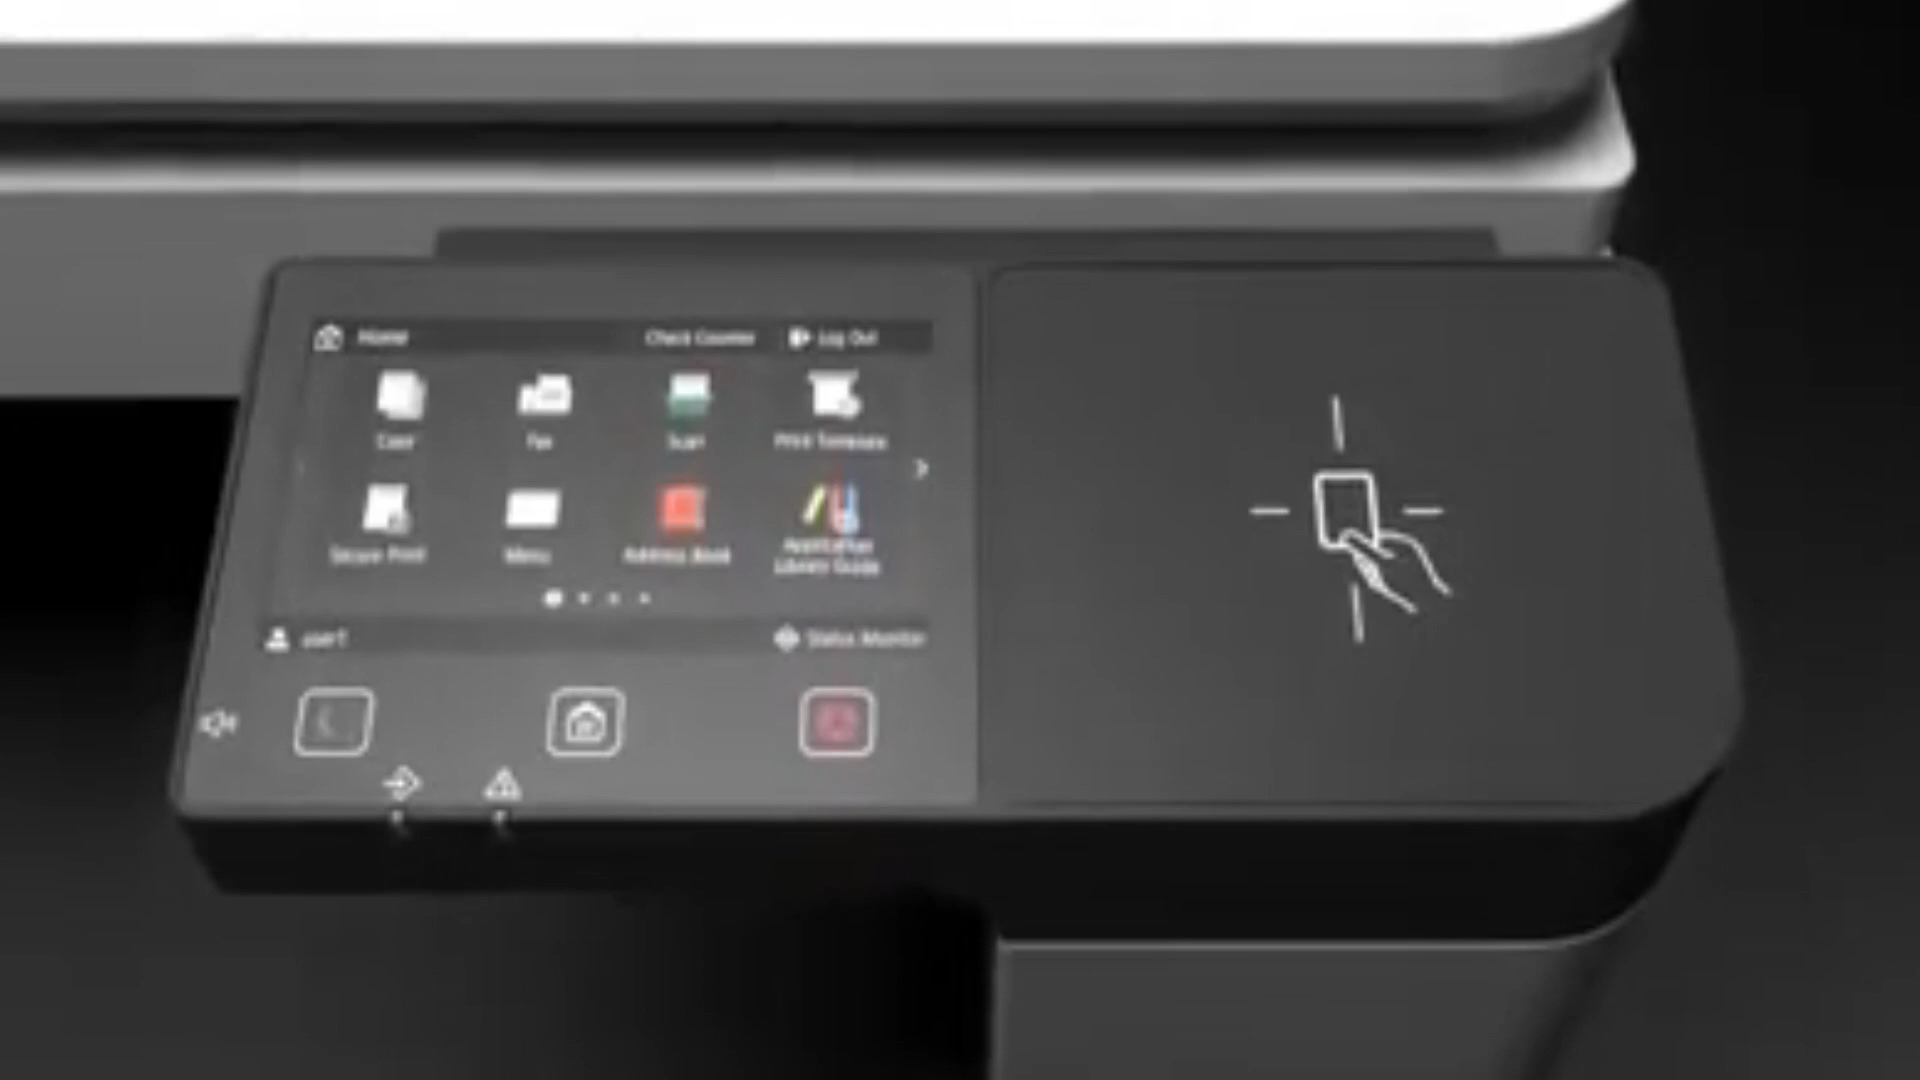 Home
Check Counter
Log Out
Copy
Fax
Scan
Print Template
Secure Print
Menu
Address Book
Application
Library Guide
user1
Status Monitor